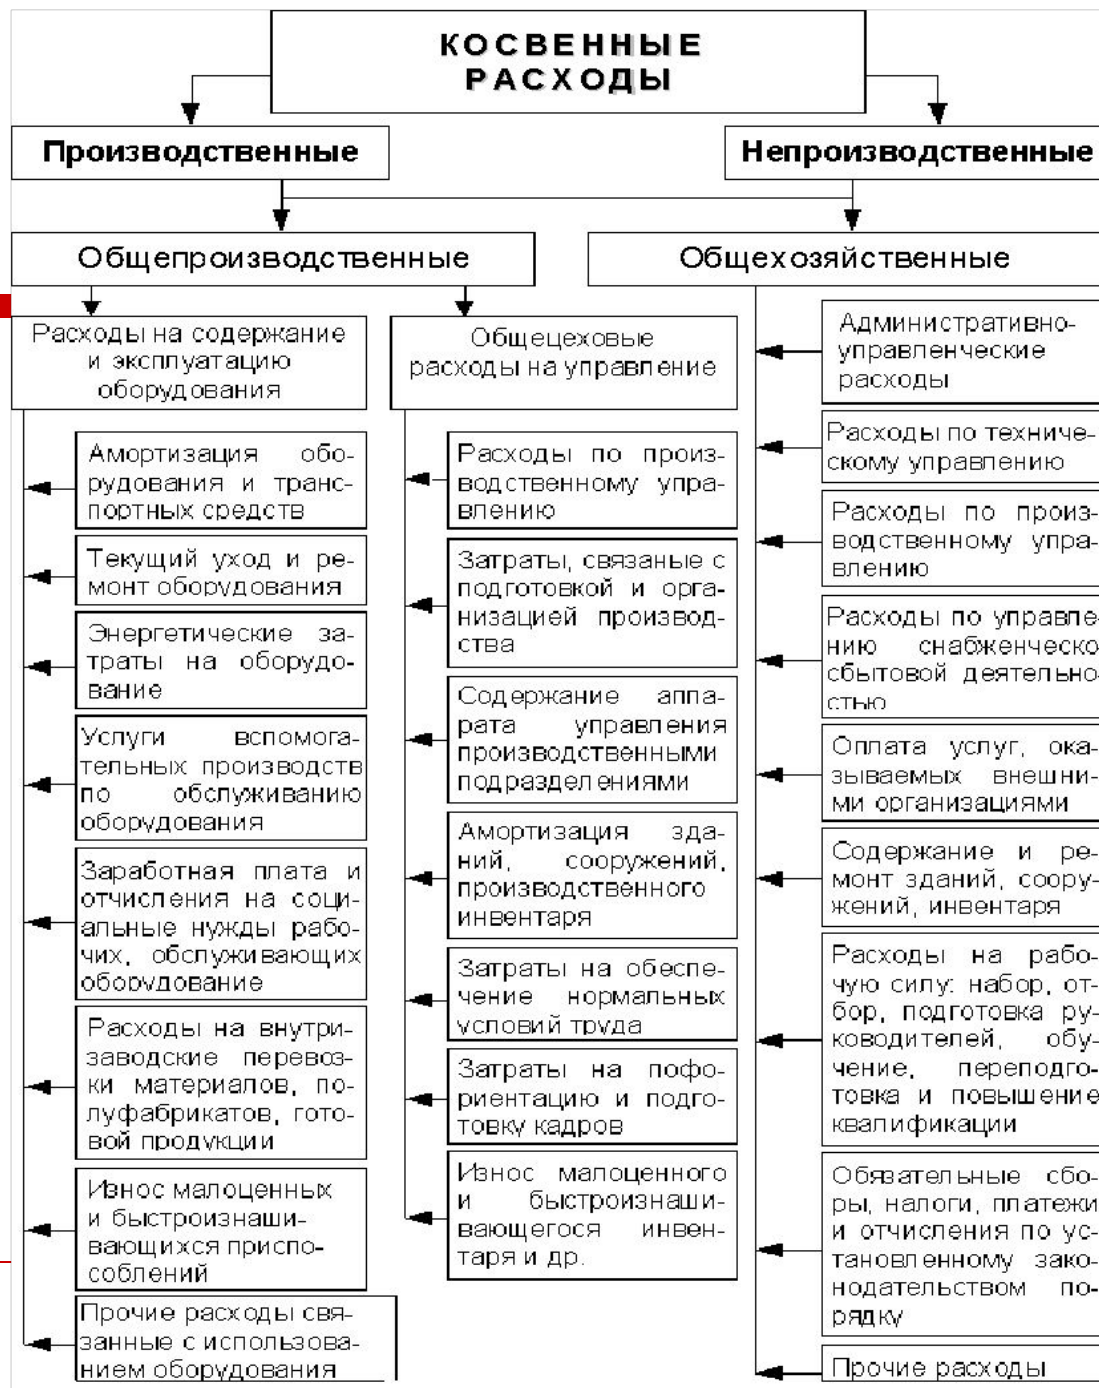 КОСВЕННЫЕ
РАСХОДЫ
Производственные
Непроизводственные
Общепроизводственные
Общехозяйственные
Расходы на содержание
и эксплуатацию
оборудования
Амортизация обо-
рудования и транс-
портных средств
Текущий уход и ре-
монт оборудования
Энергетические за-
траты на оборудо-
вание
Услуги вспомога-
тельных производств
по обслуживанию
оборудования
Заработная плата и
отчисления на соци-
альные нужды рабо-
чих, обслуживающих
оборудование
Расходы на внутри-
заводские перевоз-
ки материалов, по-
луфабрикатов, гото-
вой продукции
Износ малоценных
и быстроизнаши-
вающихся приспо-
соблений
Прочие расходы свя-
занные с использова-
нием оборудования
Общецеховые
расходы на управление
Расходы по произ-
водственному упра-
влению
Затраты, связаные с
подготовкой и орга-
низацией производ-
ства
Содержание аппа-
рата управления
производственными
подразделениями
Амортизация зда-
ний, сооружений,
производственного
инвентаря
Затраты на обеспе-
чение нормальных
условий труда
Затраты на пофо-
риентацию и подго-
товку кадров
Износ малоценного
и быстроизнаши-
вающегося инвен-
таря и др.
Административно-
управленческие
расходы
Расходы по техниче-
скому управлению
Расходы по произ-
водственному упра-
влению
Расходы по управле-
нию снабженческо
сбытовой деятельно-
стью
Оплата услуг, ока-
зываемых внешни-
ми организациями
Содержание и ре-
монт зданий, соору-
жений, инвентаря
Расходы на рабо-
чую силу: набор, от-
бор, подготовка ру-
ководителей, обу-
чение, переподго-
товка и повышение
квалификации
Обязательные сбо-
ры, налоги, платежи
и отчисления по ус-
тановленному зако-
нодательством по-
рядку
Прочие расходы